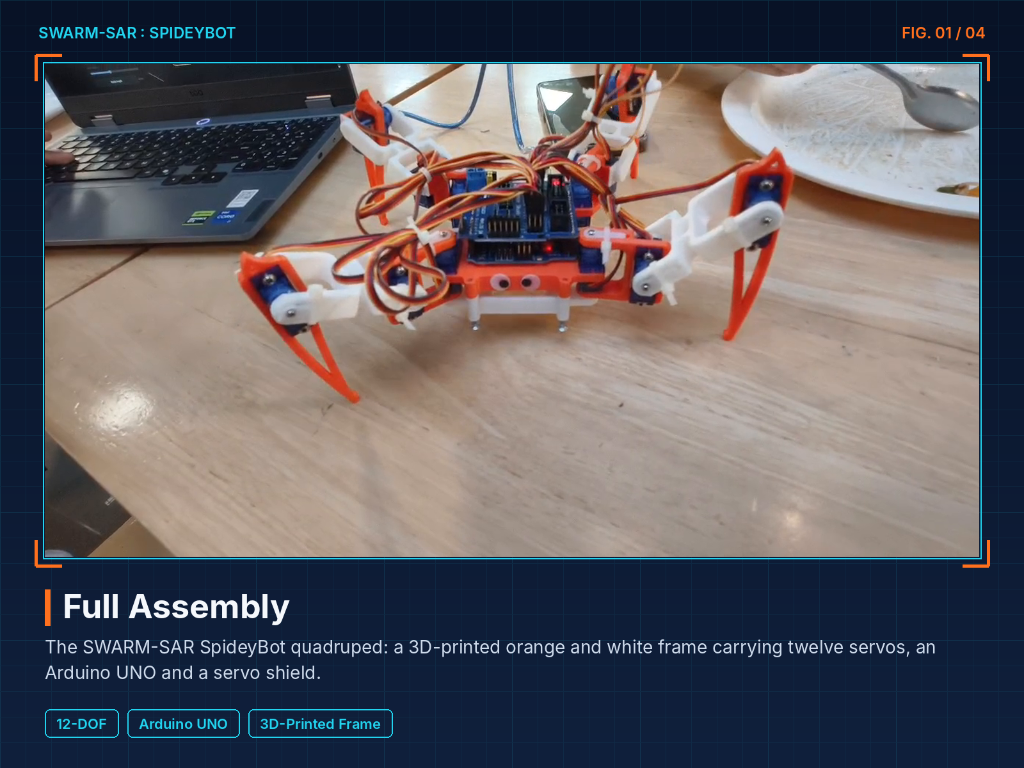 SWARM-SAR : SPIDEYBOT
FIG. 01 / 04
Full Assembly
The SWARM-SAR SpideyBot quadruped: a 3D-printed orange and white frame carrying twelve servos, an
Arduino UNO and a servo shield.
12-DOF
Arduino UNO
3D-Printed Frame